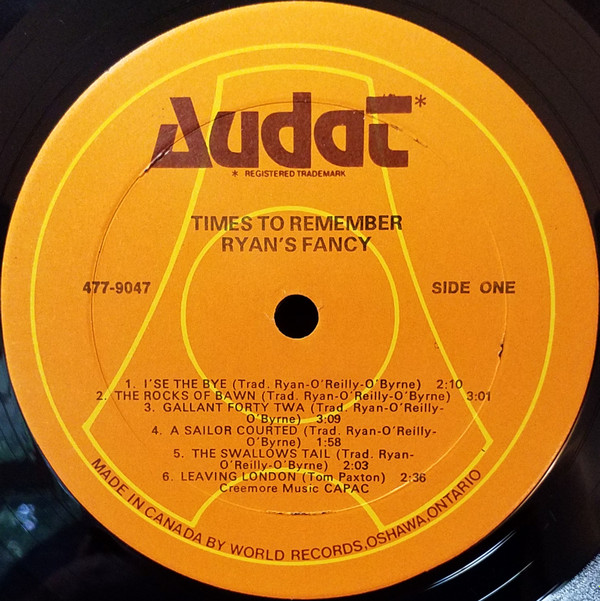 Audat*
* REGISTERED TRADEMARK
TIMES TO REMEMBER
RYAN'S FANCY
477-9047 SIDE ONE
1. I'SE THE BYE (Trad. Ryan-O'Reilly-O'Byrne) 2:10
2. THE ROCKS OF BAWN (Trad. Ryan-O'Reilly-O'Byrne) 3:01
3. GALLANT FORTY TWA (Trad. Ryan-O'Reilly-
O'Byrne) 3:09
4. A SAILOR COURTED (Trad. Ryan-O'Reilly-
O'Byrne) 1:58
5. THE SWALLOWS TAIL (Trad. Ryan-
O'Reilly-O'Byrne) 2:03
6. LEAVING LONDON (Tom Paxton) 2:36
Creemore Music CAPAC
MADE IN CANADA BY WORLD RECORDS,OSHAWA,ONTARIO